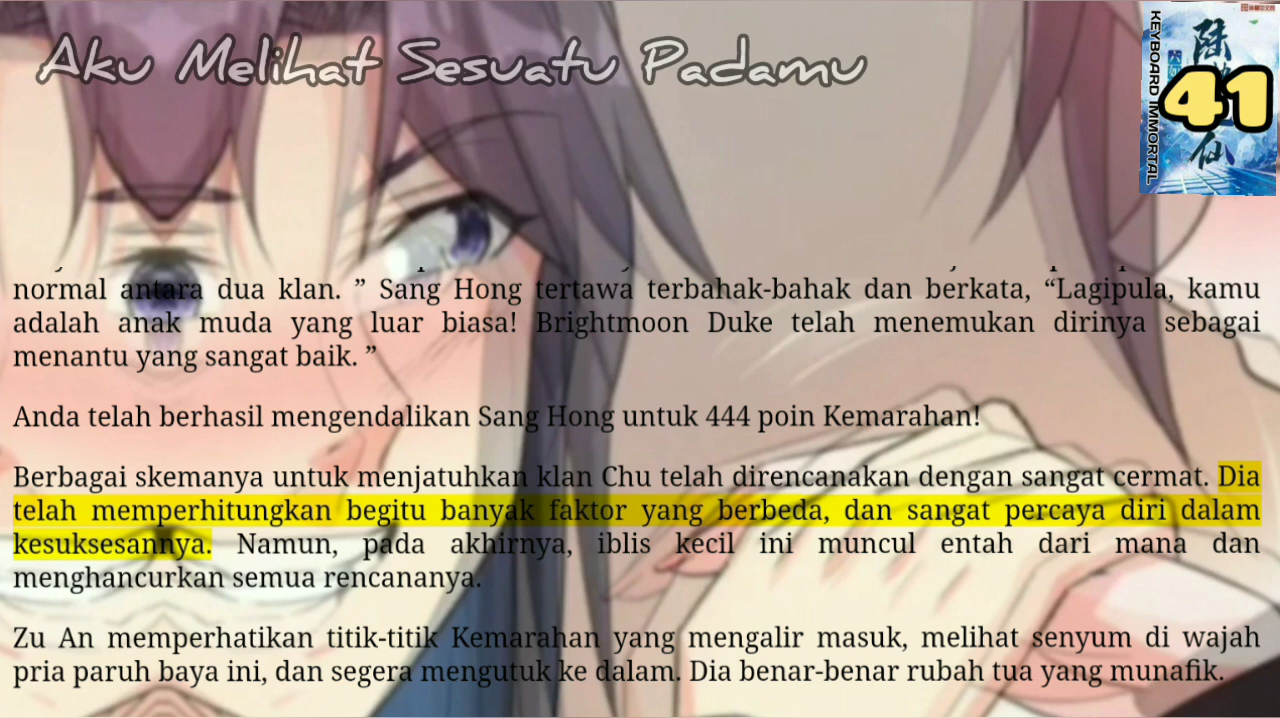 Aku Melihat Sesuatu Padamu
KEYBOARD IMMORTAL
41
仙
normal antara dua klan. ” Sang Hong tertawa terbahak-bahak dan berkata, “Lagipula, kamu
adalah anak muda yang luar biasa! Brightmoon Duke telah menemukan dirinya sebagai
menantu yang sangat baik. ”
Anda telah berhasil mengendalikan Sang Hong untuk 444 poin Kemarahan!
Berbagai skemanya untuk menjatuhkan klan Chu telah direncanakan dengan sangat cermat. Dia
telah memperhitungkan begitu banyak faktor yang berbeda, dan sangat percaya diri dalam
kesuksesannya. Namun, pada akhirnya, iblis kecil ini muncul entah dari mana dan
menghancurkan semua rencananya.
Zu An memperhatikan titik-titik Kemarahan yang mengalir masuk, melihat senyum di wajah
pria paruh baya ini, dan segera mengutuk ke dalam. Dia benar-benar rubah tua yang munafik.